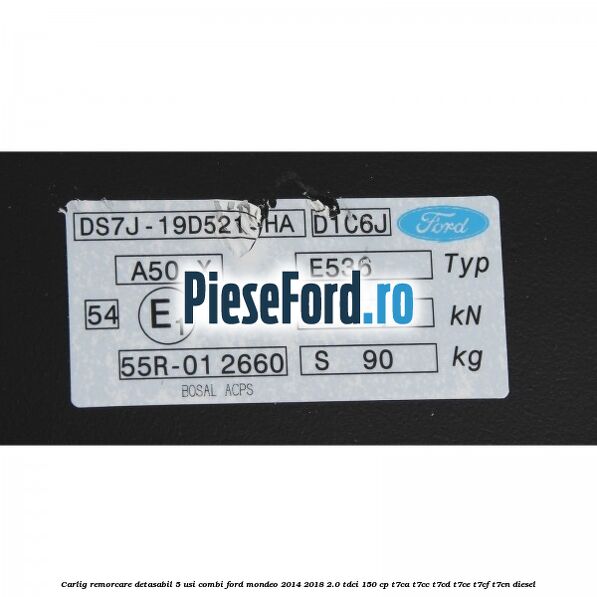 DS7J-19D521-HA D1C6J Ford
A50-X E536 Typ
PieseFord.ro
54 E1 kN
55R-01 2660 S 90 kg
BOSAL ACPS
Carlig remorcare detasabil 5 usi combi ford mondeo 2014 2018 2.0 tdci 150 cp t7ca t7cc t7cd t7ce t7cf t7cn diesel